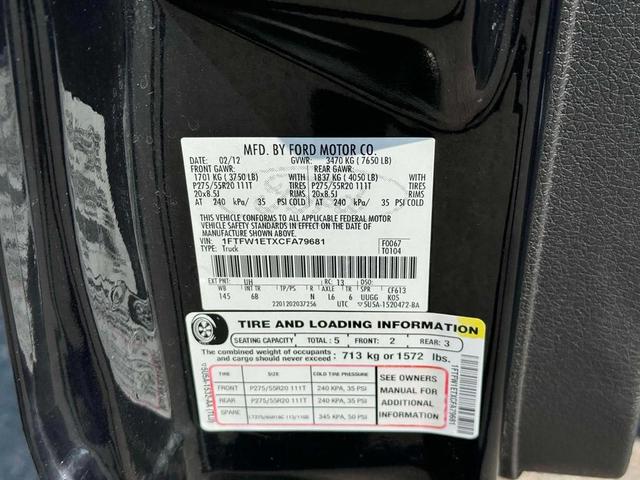 MFD. BY FORD MOTOR CO.
DATE: 02/12 GVWR: 3470 KG (7650 LB)
FRONT GAWR: REAR GAWR:
1701 KG (3750 LB) WITH 1837 KG (4050 LB) WITH
P275/55R20 111T TIRES P275/55R20 111T TIRES
20x8.5J RIMS 20x8.5J RIMS
AT 240 kPa/ 35 PSI COLD AT 240 kPa/ 35 PSI COLD
THIS VEHICLE CONFORMS TO ALL APPLICABLE FEDERAL MOTOR
VEHICLE SAFETY STANDARDS IN EFFECT ON THE DATE OF
MANUFACTURE SHOWN ABOVE.
VIN: 1FTFW1ETXCFA79681 F0067
TYPE: Truck T0104
EXT PNT: UH RC: 13 DSO:
WB INT TR TP/PS R AXLE TR SPR CF613
145 6B N L6 6 UUGG K05
2201202037256 UTC 5U5A-1520472-BA
TIRE AND LOADING INFORMATION
SEATING CAPACITY TOTAL: 5 FRONT: 2 REAR: 3
The combined weight of occupants and cargo should never exceed 713 kg or 1572 lbs.
TIRE SIZE COLD TIRE PRESSURE
FRONT P275/55R20 111T 240 KPA, 35 PSI
REAR P275/55R20 111T 240 KPA, 35 PSI
SPARE 345 KPA, 50 PSI
SEE OWNERS
MANUAL FOR
ADDITIONAL
INFORMATION
1FTFW1ETXCFA79681